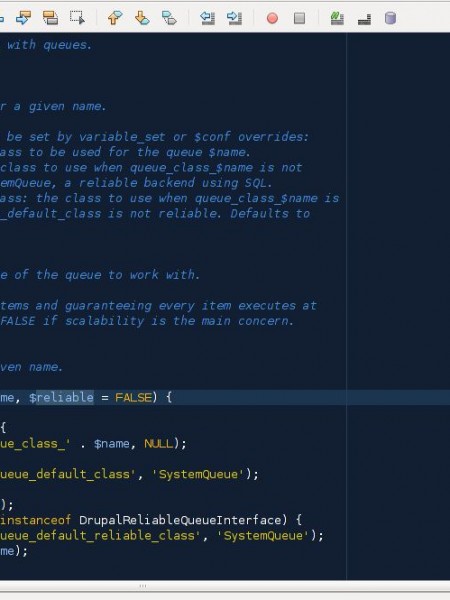 with queues.
r a given name.
be set by variable_set or $conf overrides:
ass to be used for the queue $name.
class to use when queue_class_$name is not
emQueue, a reliable backend using SQL.
ass: the class to use when queue_class_$name is
_default_class is not reliable. Defaults to
e of the queue to work with.
tems and guaranteeing every item executes at
FALSE if scalability is the main concern.
ven name.
me, $reliable = FALSE) {
{
ue_class_' . $name, NULL);
ueue_default_class', 'SystemQueue');
);
instanceof DrupalReliableQueueInterface) {
ueue_default_reliable_class', 'SystemQueue');
me);